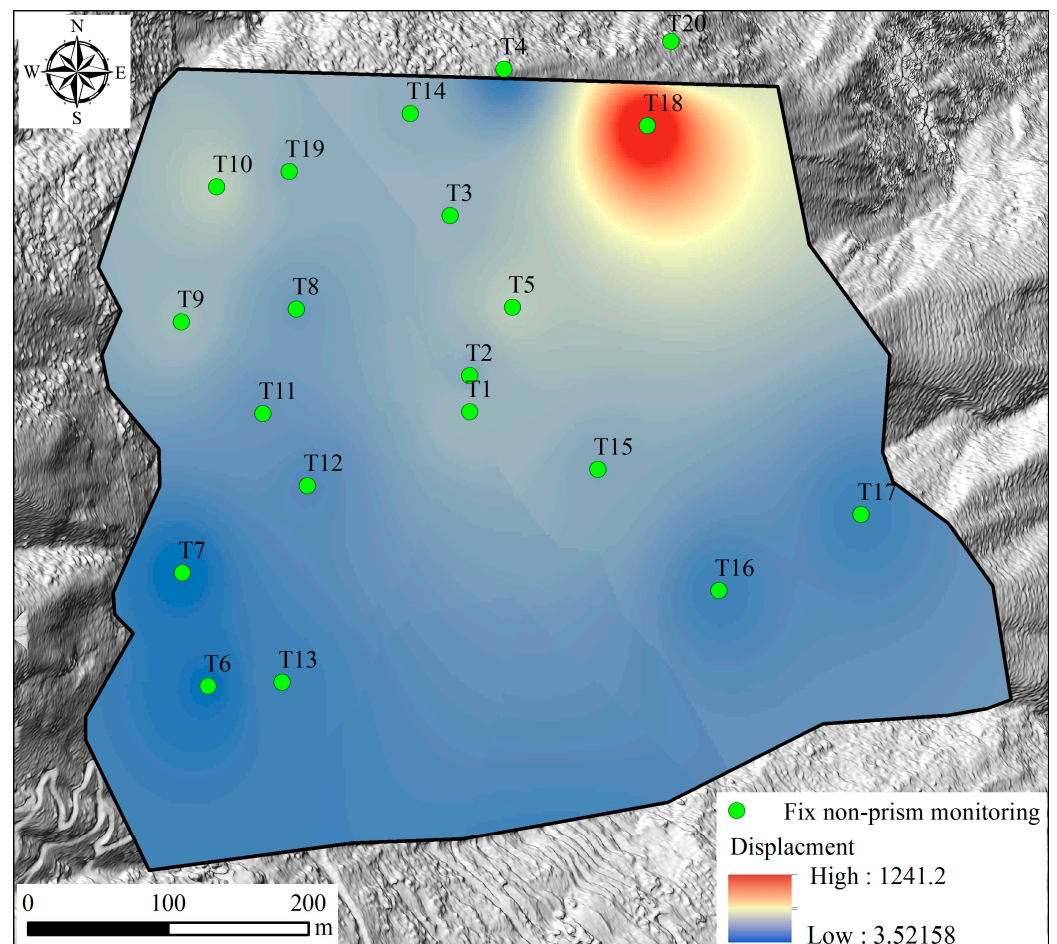 T20
N
T4
W
E
T14
T18
S
T19
T10
T3
T9
T8
T5
T2
T11
T1
T15
T12
T17
T7
T16
T6
T13
Fix non-prism monitoring
Displacment
High : 1241.2
0 100 200
m
Low : 3.52158